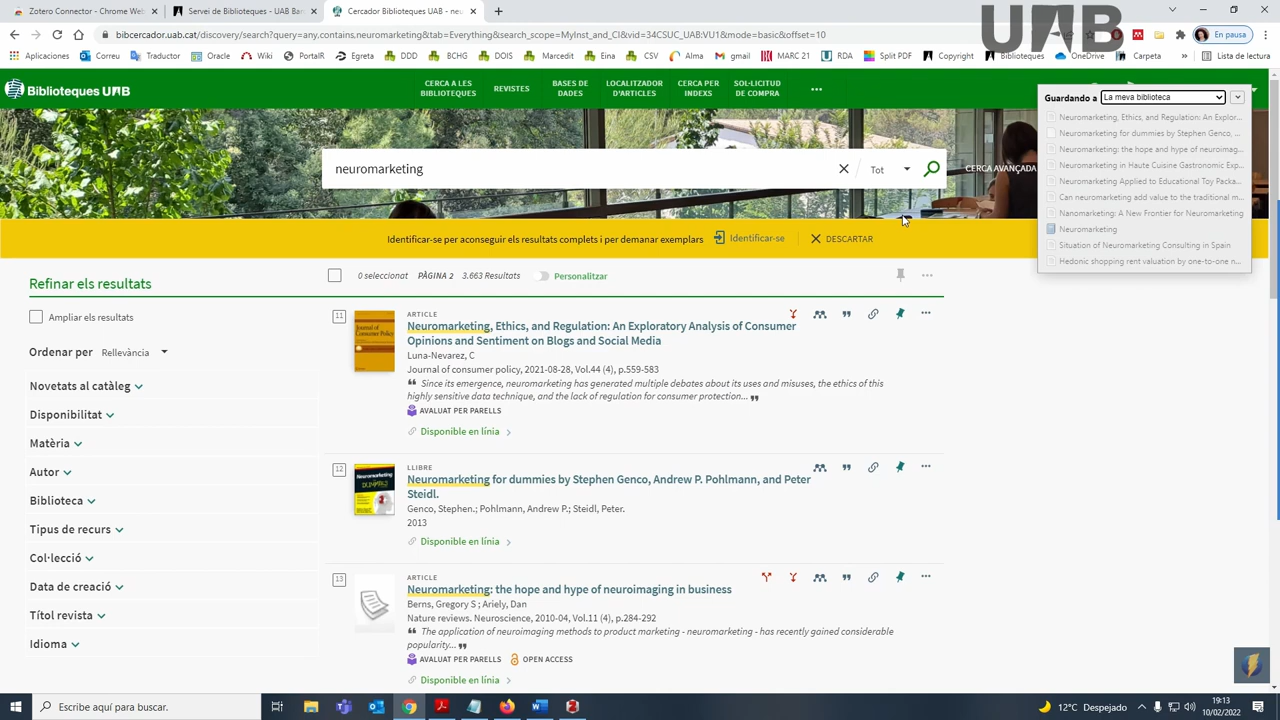 Zotero Connector - Chrome Web
Servei de Biblioteques - UAB Bar
Cercador Biblioteques UAB - neu
bibcercador.uab.cat/discovery/search?query=any,contains,neuromarketing&tab=Everything&search_scope=MyInst_and_CI&vid=34CSUC_UAB:VU1&mode=basic&offset=10
En pausa
UAB
Aplicaciones
Correu
Traductor
Search
Wiki
PortalR
Egreta
DDD
BCHG
DOIS
Marcedit
Eina
CSV
Alma
gmail
MARC 21
RDA
Split PDF
Copyright
Biblioteques
OneDrive
Carpeta
»
Lista de lectura
Biblioteques UAB
CERCA A LES BIBLIOTEQUES
REVISTES
BASES DE DADES
LOCALITZADOR D'ARTICLES
CERCA PER INDEXS
SOL·LICITUD DE COMPRA
Guardando a La meva biblioteca
Neuromarketing, Ethics, and Regulation: An Explor...
Neuromarketing for dummies by Stephen Genco, ...
Neuromarketing: the hope and hype of neuroimag...
Neuromarketing in Haute Cuisine Gastronomic Exp...
Neuromarketing Applied to Educational Toy Packa...
Can neuromarketing add value to the traditional m...
Nanomarketing: A New Frontier for Neuromarketing
Neuromarketing
Situation of Neuromarketing Consulting in Spain
Hedonic shopping rent valuation by one-to-one n...
neuromarketing
Tot
CERCA AVANÇADA
Identificar-se per aconseguir els resultats complets i per demanar exemplars
Identificar-se
DESCARTAR
Refinar els resultats
Ampliar els resultats
Ordenar per Rellevància
Novetats al catàleg
Disponibilitat
Matèria
Autor
Biblioteca
Tipus de recurs
Col·lecció
Data de creació
Títol revista
Idioma
0 seleccionat PÀGINA 2 3.663 Resultats
Personalitzar
11
ARTICLE
Neuromarketing, Ethics, and Regulation: An Exploratory Analysis of Consumer
Opinions and Sentiment on Blogs and Social Media
Luna-Nevarez, C
Journal of consumer policy, 2021-08-28, Vol.44 (4), p.559-583
❝ Since its emergence, neuromarketing has generated multiple debates about its uses and misuses, the ethics of this
highly sensitive data technique, and the lack of regulation for consumer protection... ❞
AVALUAT PER PARELLS
Disponible en línia
12
LLIBRE
Neuromarketing for dummies by Stephen Genco, Andrew P. Pohlmann, and Peter
Steidl.
Genco, Stephen.; Pohlmann, Andrew P.; Steidl, Peter.
2013
Disponible en línia
13
ARTICLE
Neuromarketing: the hope and hype of neuroimaging in business
Berns, Gregory S ; Ariely, Dan
Nature reviews. Neuroscience, 2010-04, Vol.11 (4), p.284-292
❝ The application of neuroimaging methods to product marketing - neuromarketing - has recently gained considerable
popularity... ❞
AVALUAT PER PARELLS
OPEN ACCESS
Disponible en línia
Escribe aquí para buscar.
12°C Despejado
19:13
10/02/2022